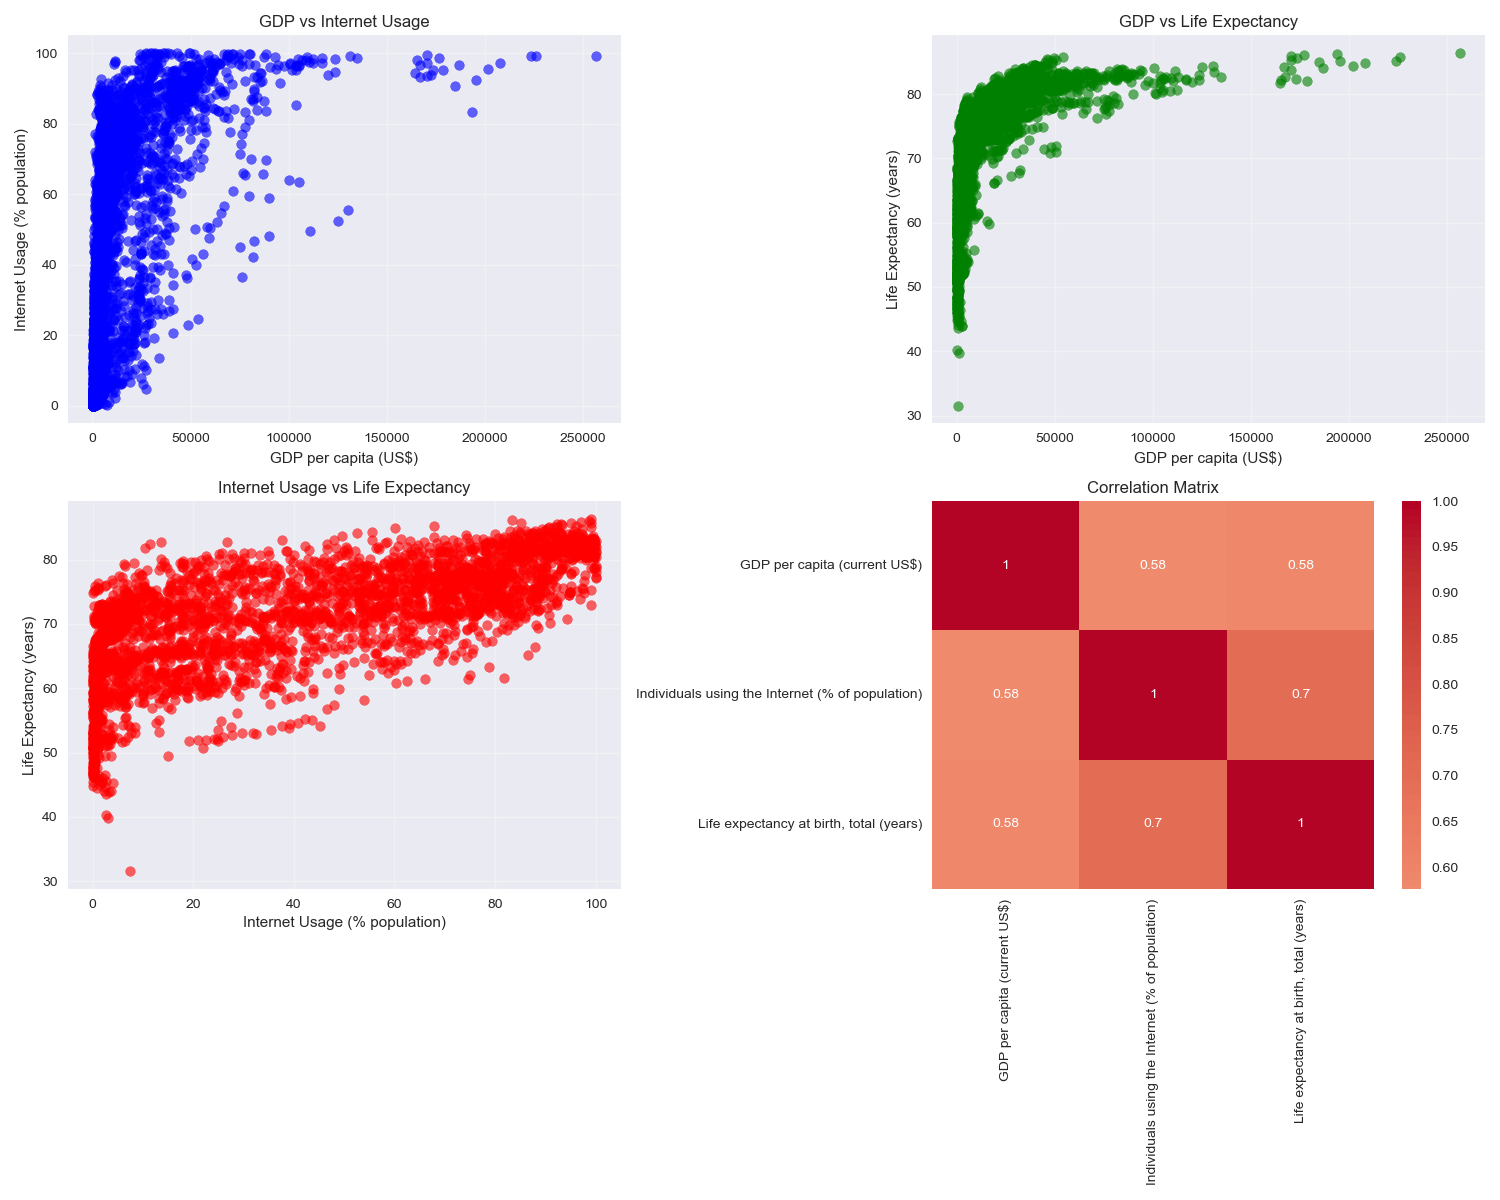 GDP vs Internet Usage
Internet Usage (% population)
100
80
60
40
20
0
0 50000 100000 150000 200000 250000
GDP per capita (US$)
GDP vs Life Expectancy
Life Expectancy (years)
80
70
60
50
40
30
0 50000 100000 150000 200000 250000
GDP per capita (US$)
Internet Usage vs Life Expectancy
Life Expectancy (years)
80
70
60
50
40
30
0 20 40 60 80 100
Internet Usage (% population)
Correlation Matrix
GDP per capita (current US$)
1 0.58 0.58
Individuals using the Internet (% of population)
0.58 1 0.7
Life expectancy at birth, total (years)
0.58 0.7 1
GDP per capita (current US$)
Individuals using the Internet (% of population)
Life expectancy at birth, total (years)
1.00
0.95
0.90
0.85
0.80
0.75
0.70
0.65
0.60